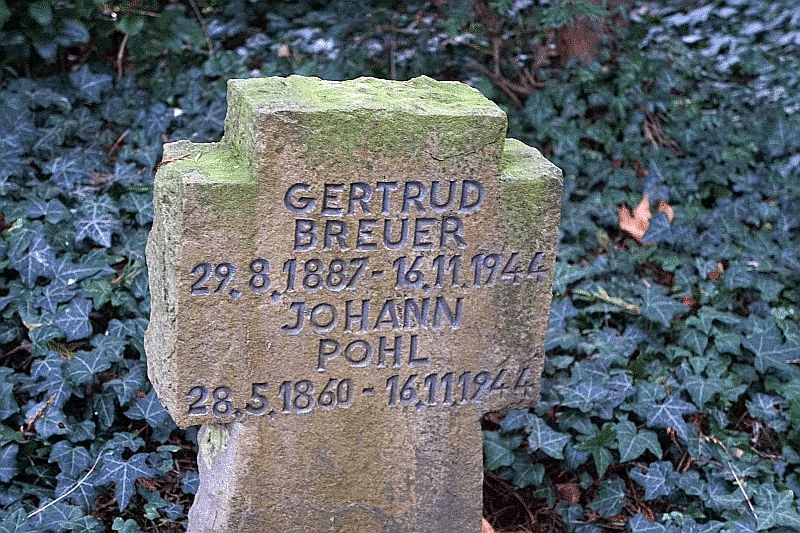 GERTRUD
BREUER
29.8.1887-16.11.1944
JOHANN
POHL
28.5.1860-16.11.1944